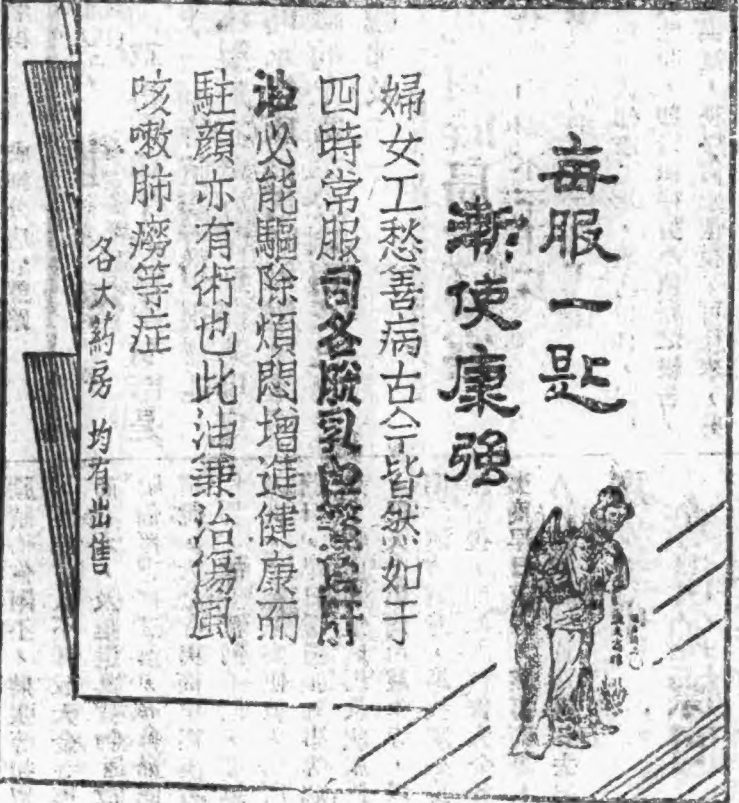 每服一匙
漸使康強
婦女工愁善病古今皆然如于
四時常服司各脫乳白鰵魚肝
油必能驅除煩悶增進健康而
駐顏亦有術也此油兼治傷風
咳嗽肺癆等症
各大葯房 均有出售